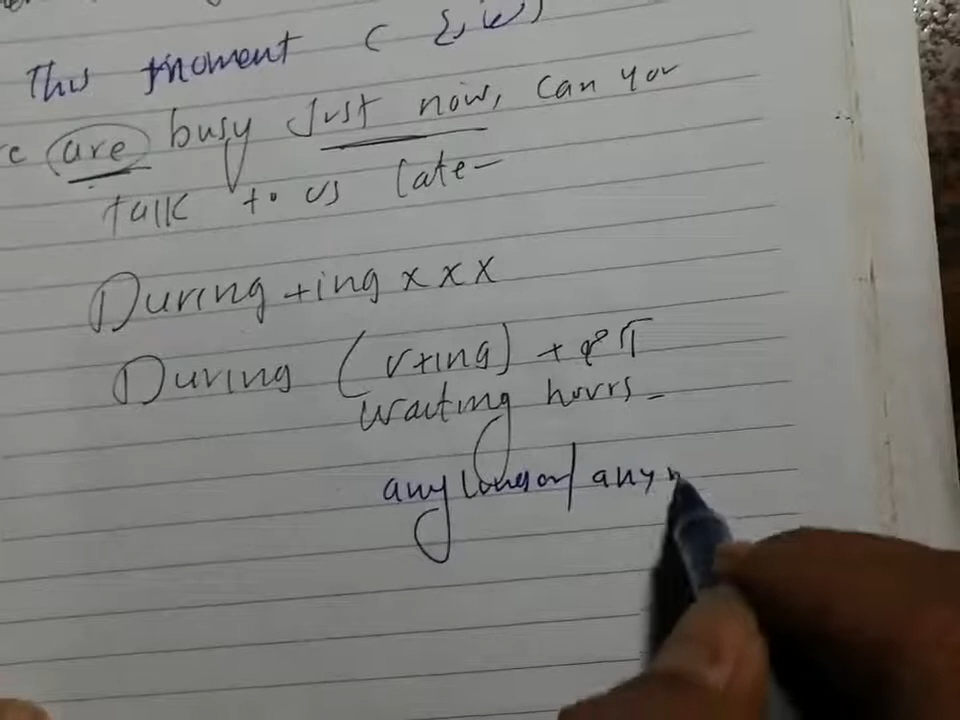 This moment (
are busy Just now, can you
talk to us late
During +ing x x x
During (V+ing) +
waiting hours
any longer/ any